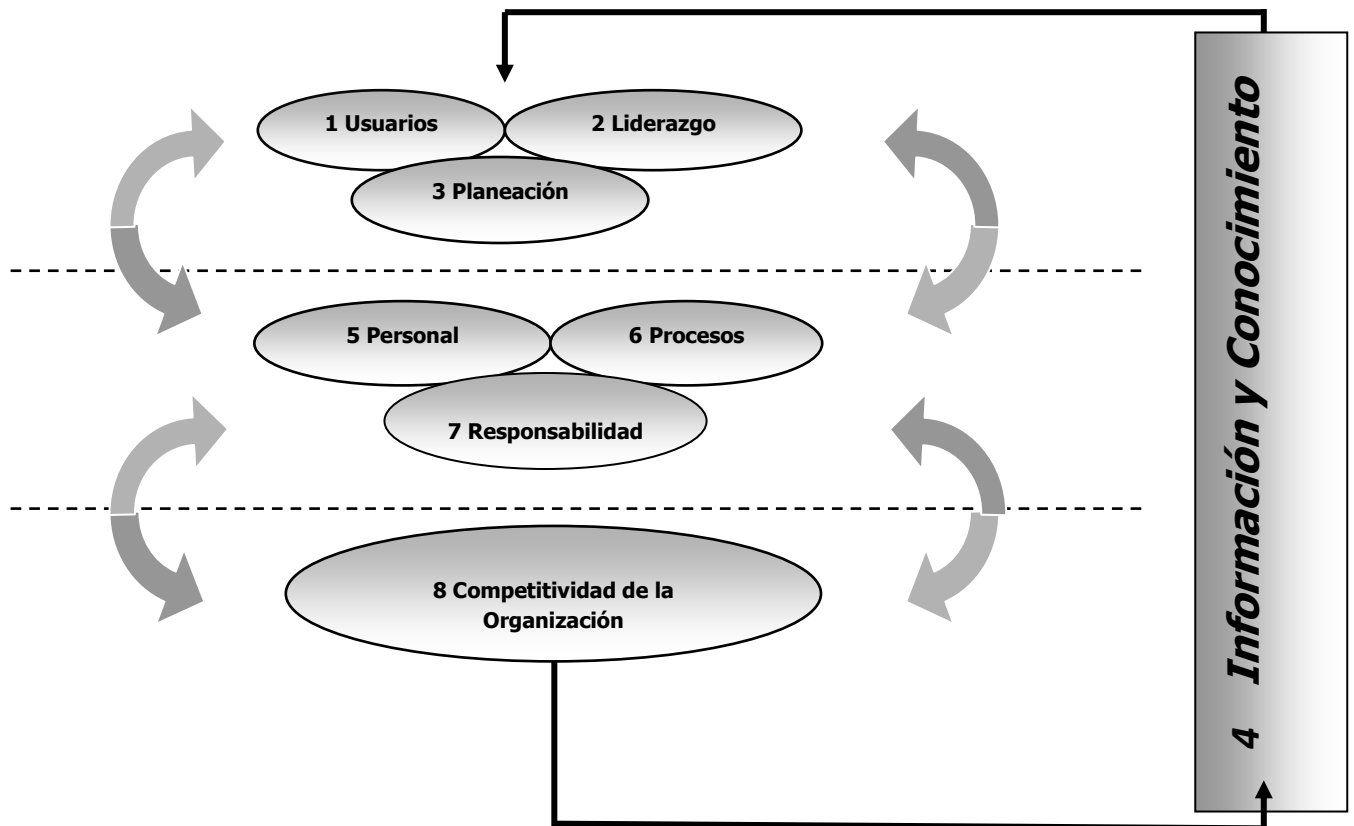 1 Usuarios
2 Liderazgo
3 Planeación
5 Personal
6 Procesos
7 Responsabilidad
8 Competitividad de la
Organización
4 Información y Conocimiento